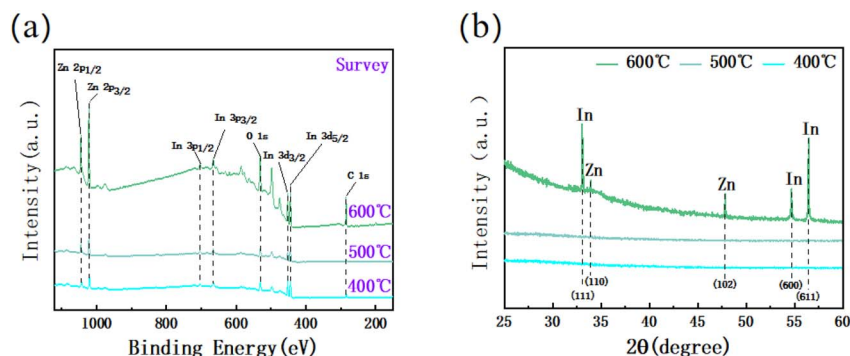 (a)
Survey
Zn 2p1/2
Zn 2p3/2
In 3p1/2
In 3p3/2
O 1s
In 3d3/2
In 3d5/2
C 1s
600℃
500℃
400℃
Intensity(a.u.)
1000 800 600 400 200
Binding Energy(eV)
(b)
600℃ 500℃ 400℃
In
Zn
Zn
In
In
(111)
(110)
(102)
(600)
(611)
Intensity (a.u.)
25 30 35 40 45 50 55 60
2θ(degree)